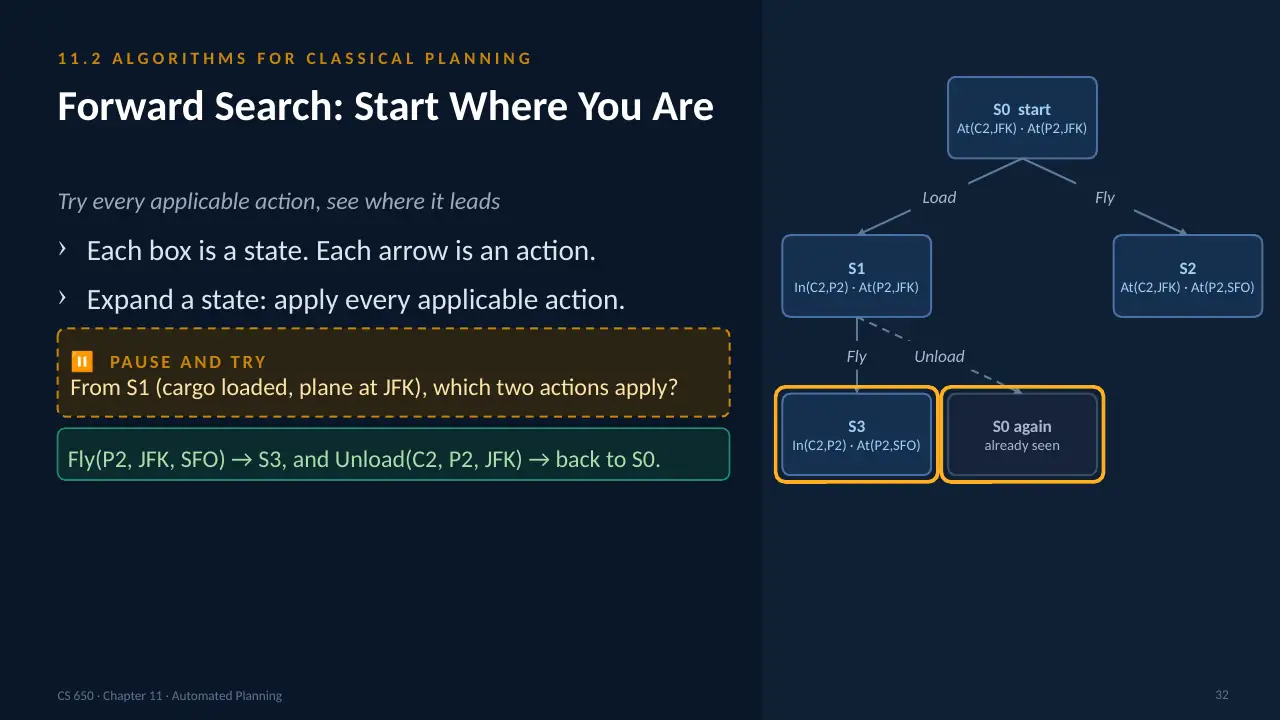 11.2 ALGORITHMS FOR CLASSICAL PLANNING
Forward Search: Start Where You Are
Try every applicable action, see where it leads
› Each box is a state. Each arrow is an action.
› Expand a state: apply every applicable action.
⏸ PAUSE AND TRY
From S1 (cargo loaded, plane at JFK), which two actions apply?
Fly(P2, JFK, SFO) → S3, and Unload(C2, P2, JFK) → back to S0.
S0 start
At(C2,JFK) · At(P2,JFK)
Load
Fly
S1
In(C2,P2) · At(P2,JFK)
S2
At(C2,JFK) · At(P2,SFO)
Fly
Unload
S3
In(C2,P2) · At(P2,SFO)
S0 again
already seen
CS 650 · Chapter 11 · Automated Planning
32